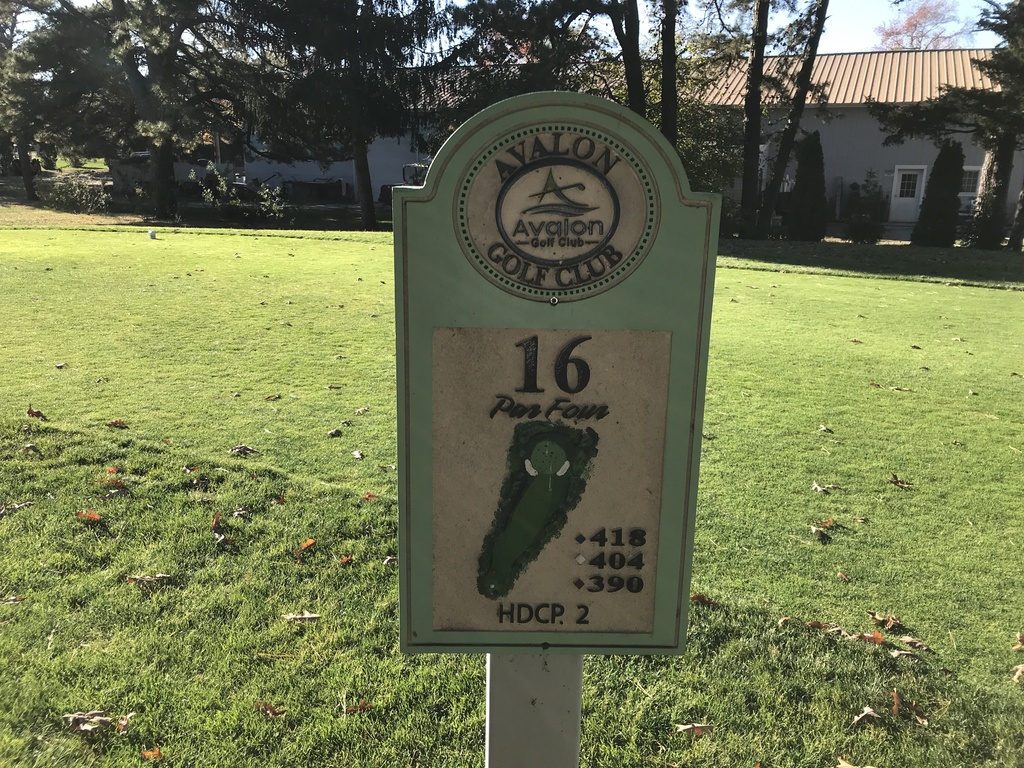 AVALON
Avalon
Golf Club
GOLF CLUB
16
Par Four
418
404
390
HDCP. 2